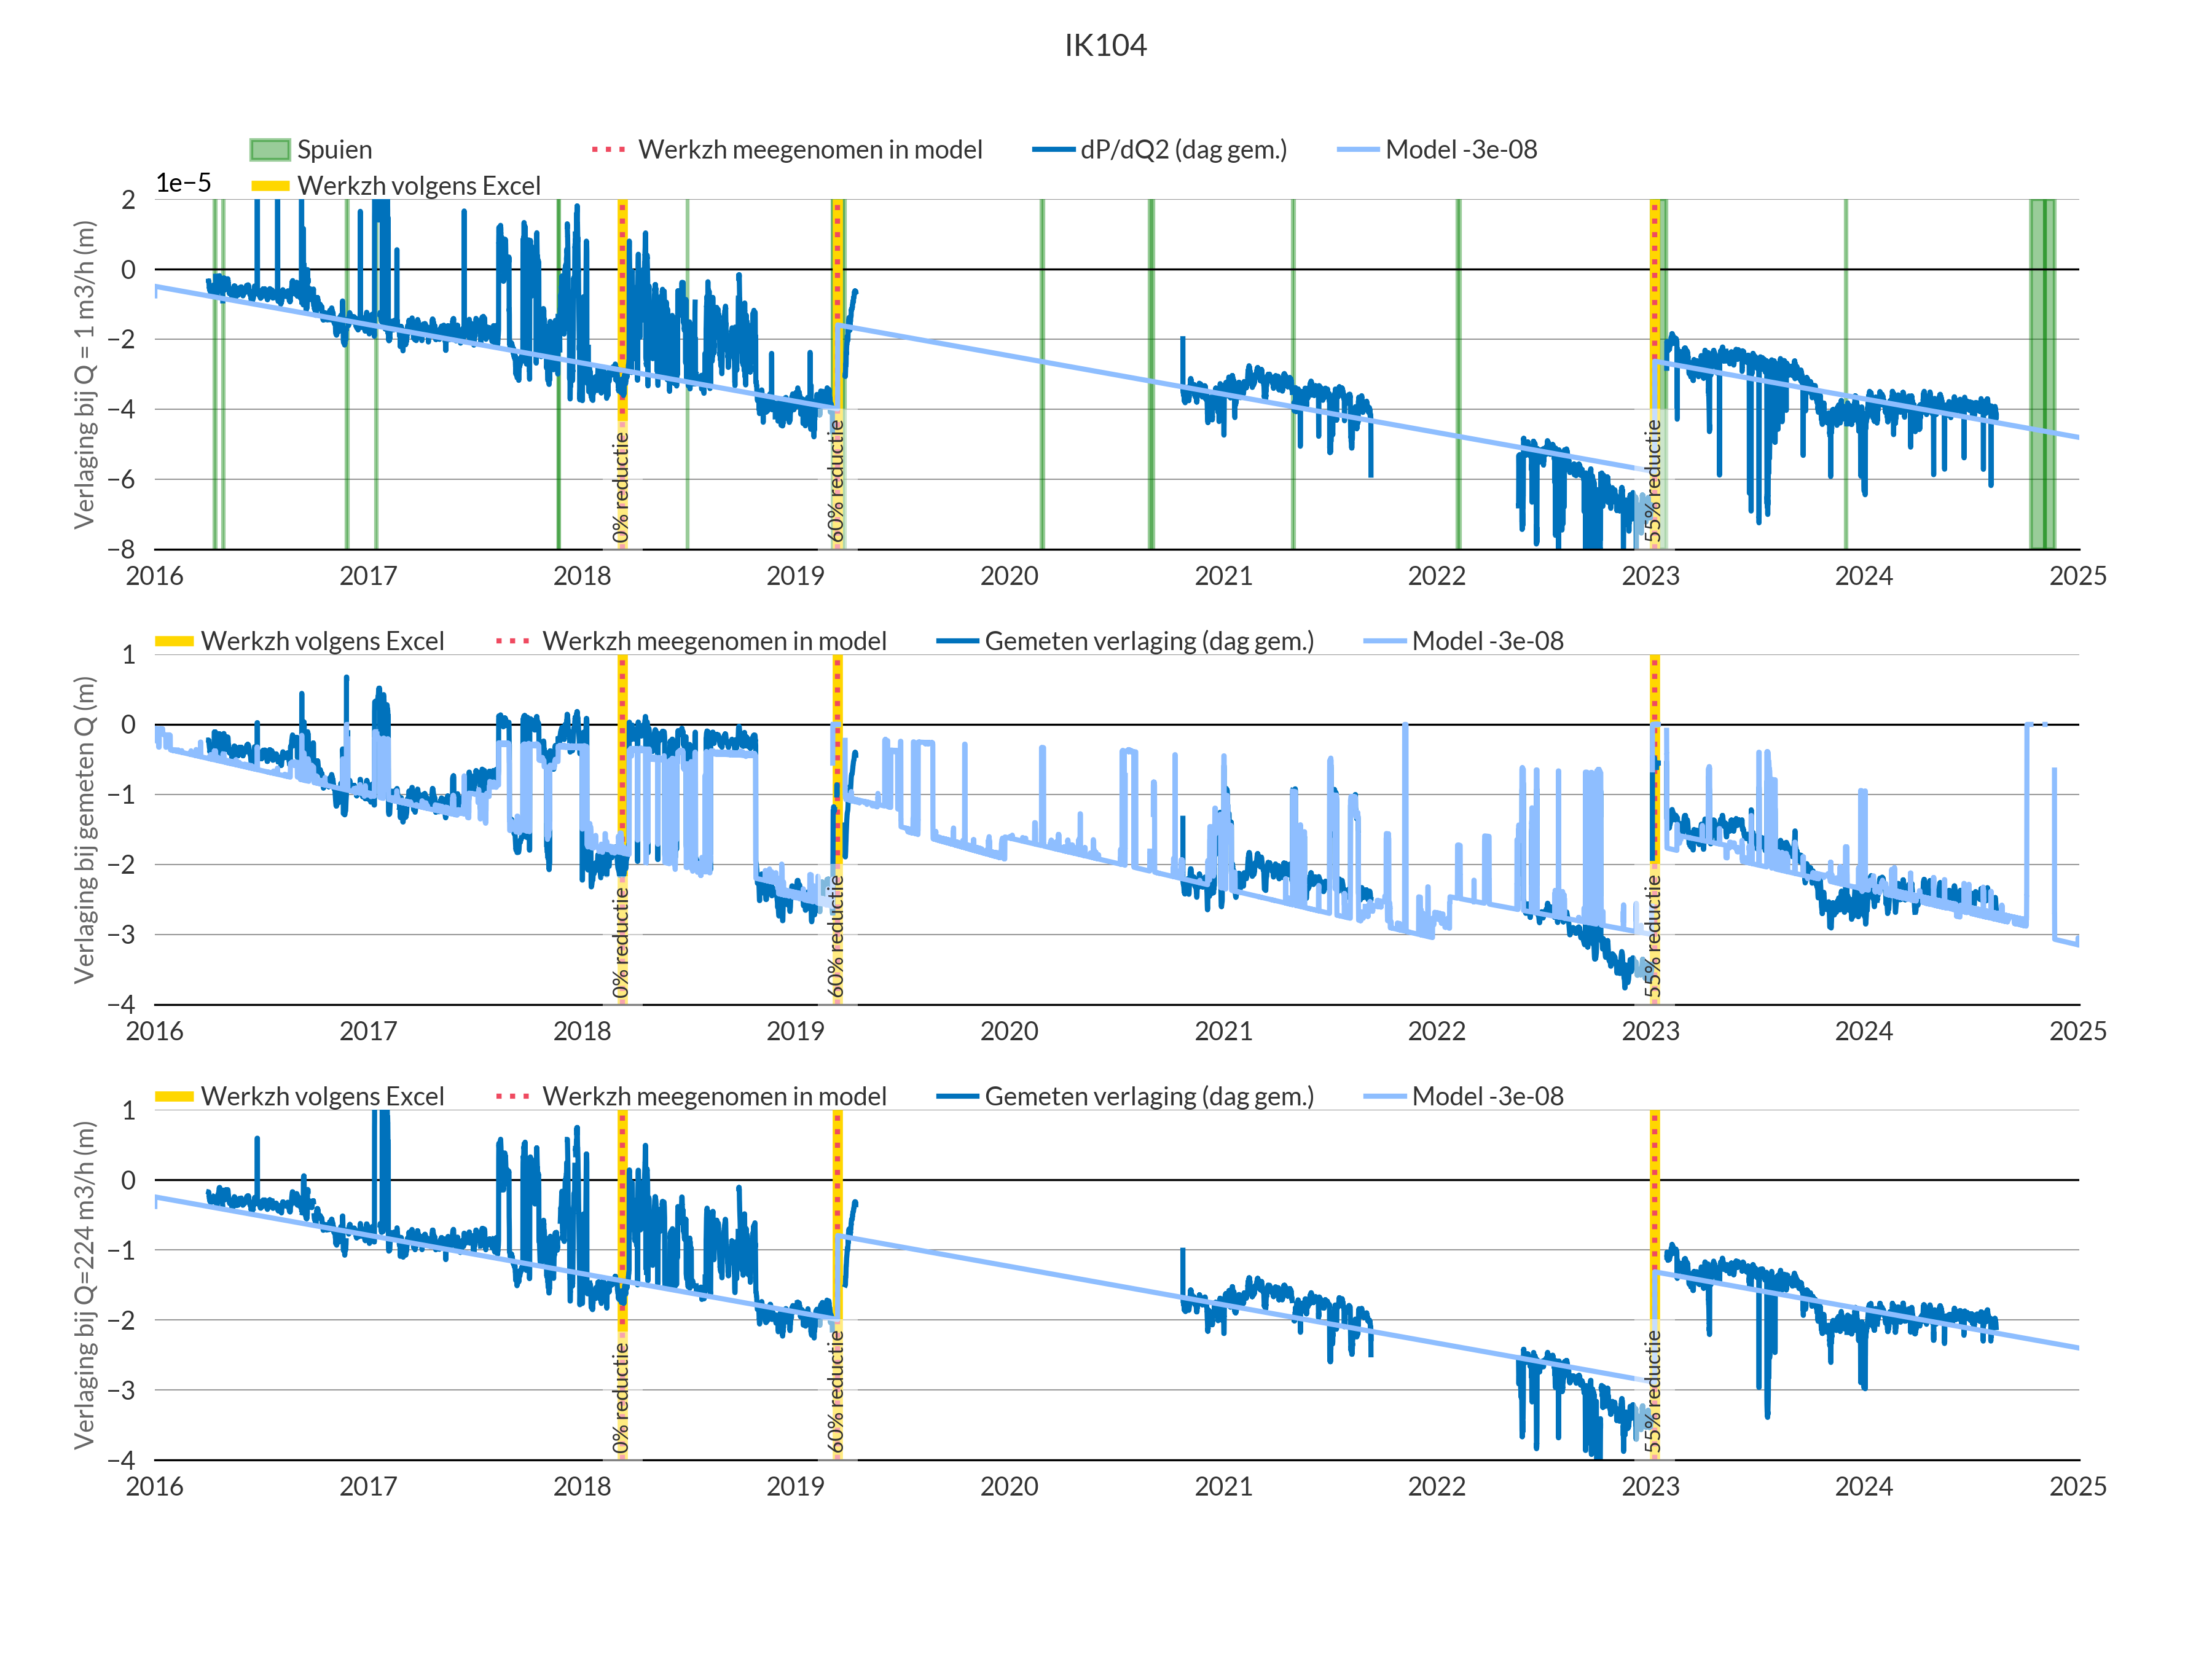 IK104
Spuien
Werkzh meegenomen in model
dP/dQ2 (dag gem.)
Model -3e-08
Werkzh volgens Excel
1e−5
Verlaging bij Q = 1 m3/h (m)
2
0
−2
−4
−6
−8
0% reductie
60% reductie
55% reductie
2016 2017 2018 2019 2020 2021 2022 2023 2024 2025
Werkzh volgens Excel
Werkzh meegenomen in model
Gemeten verlaging (dag gem.)
Model -3e-08
Verlaging bij gemeten Q (m)
1
0
−1
−2
−3
−4
0% reductie
60% reductie
55% reductie
2016 2017 2018 2019 2020 2021 2022 2023 2024 2025
Werkzh volgens Excel
Werkzh meegenomen in model
Gemeten verlaging (dag gem.)
Model -3e-08
Verlaging bij Q=224 m3/h (m)
1
0
−1
−2
−3
−4
0% reductie
60% reductie
55% reductie
2016 2017 2018 2019 2020 2021 2022 2023 2024 2025